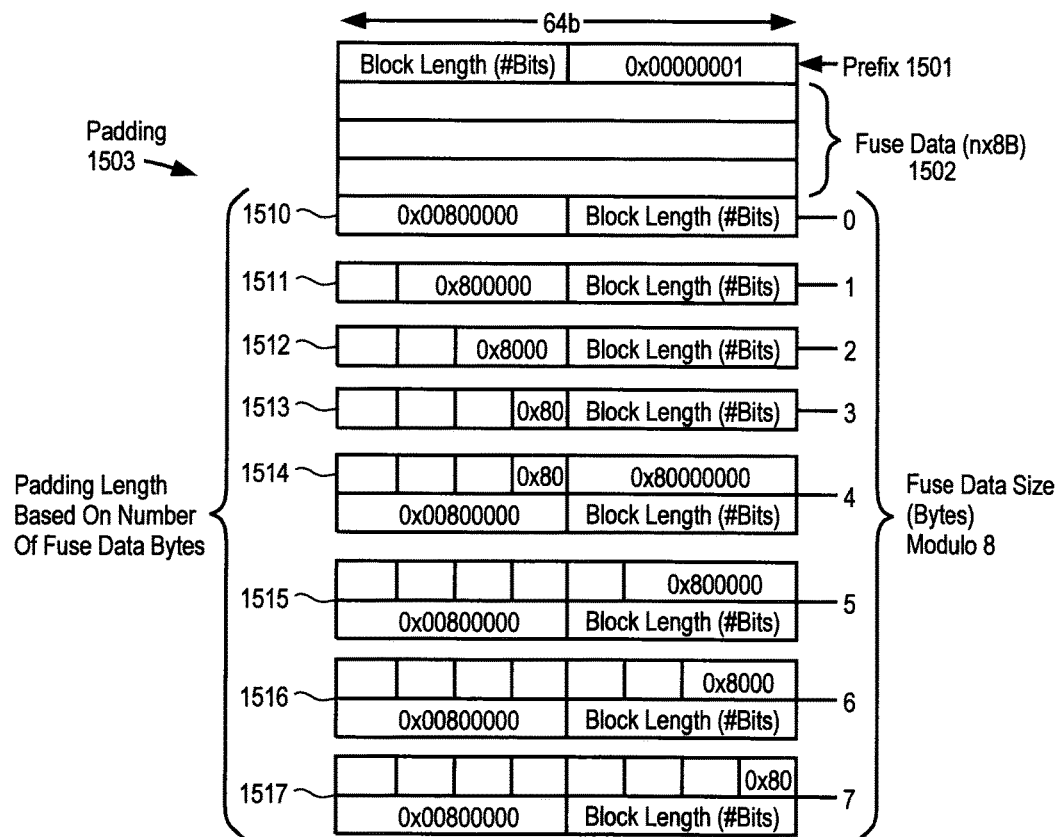 64b
Block Length (#Bits) 0x00000001 Prefix 1501
Padding
1503
Fuse Data (nx8B)
1502
1510 0x00800000 Block Length (#Bits) 0
1511 0x800000 Block Length (#Bits) 1
1512 0x8000 Block Length (#Bits) 2
1513 0x80 Block Length (#Bits) 3
1514 0x80 0x80000000 4
0x00800000 Block Length (#Bits)
Padding Length
Based On Number
Of Fuse Data Bytes
Fuse Data Size
(Bytes)
Modulo 8
1515 0x800000 5
0x00800000 Block Length (#Bits)
1516 0x8000 6
0x00800000 Block Length (#Bits)
1517 0x80 7
0x00800000 Block Length (#Bits)